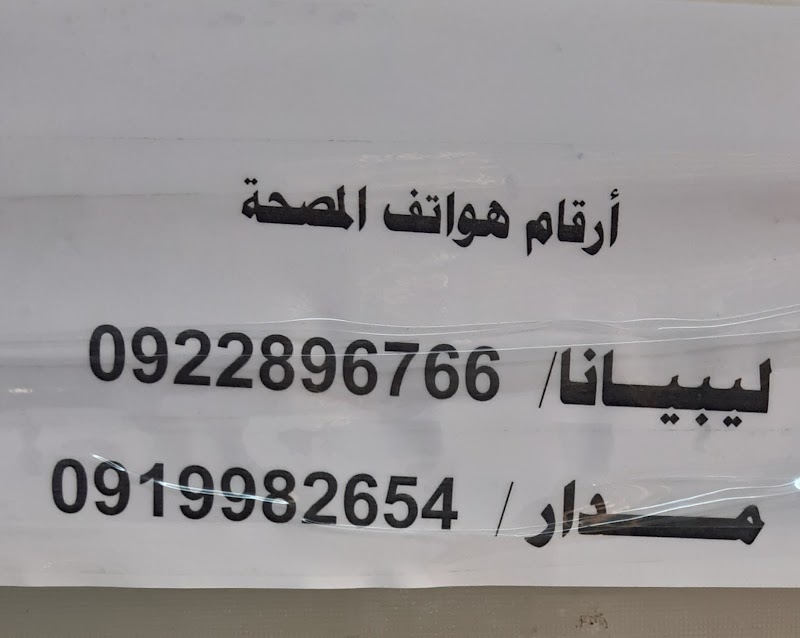 أرقام هواتف المصحة
ليبيانا/ 0922896766
مدار/ 0919982654